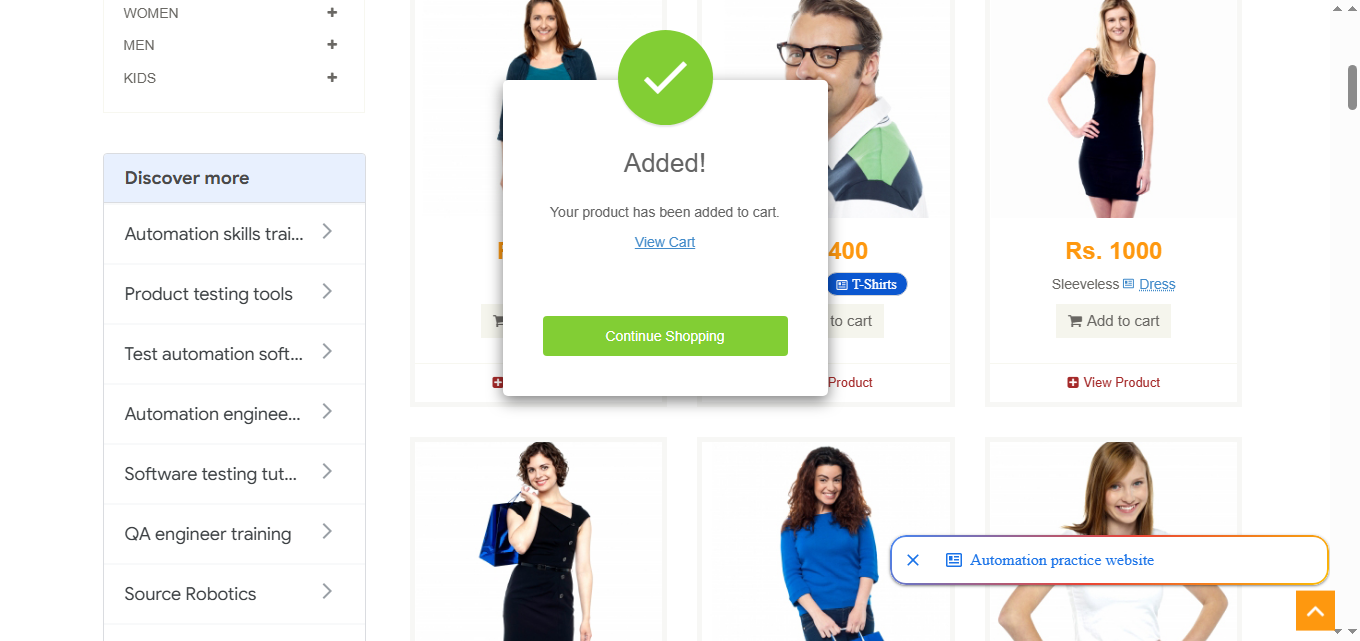 WOMEN
MEN
KIDS
Discover more
Automation skills trai...
Product testing tools
Test automation soft...
Automation enginee...
Software testing tut...
QA engineer training
Source Robotics
Added!
Your product has been added to cart.
View Cart
Continue Shopping
400
T-Shirts
to cart
Product
Rs. 1000
Sleeveless Dress
Add to cart
View Product
Automation practice website